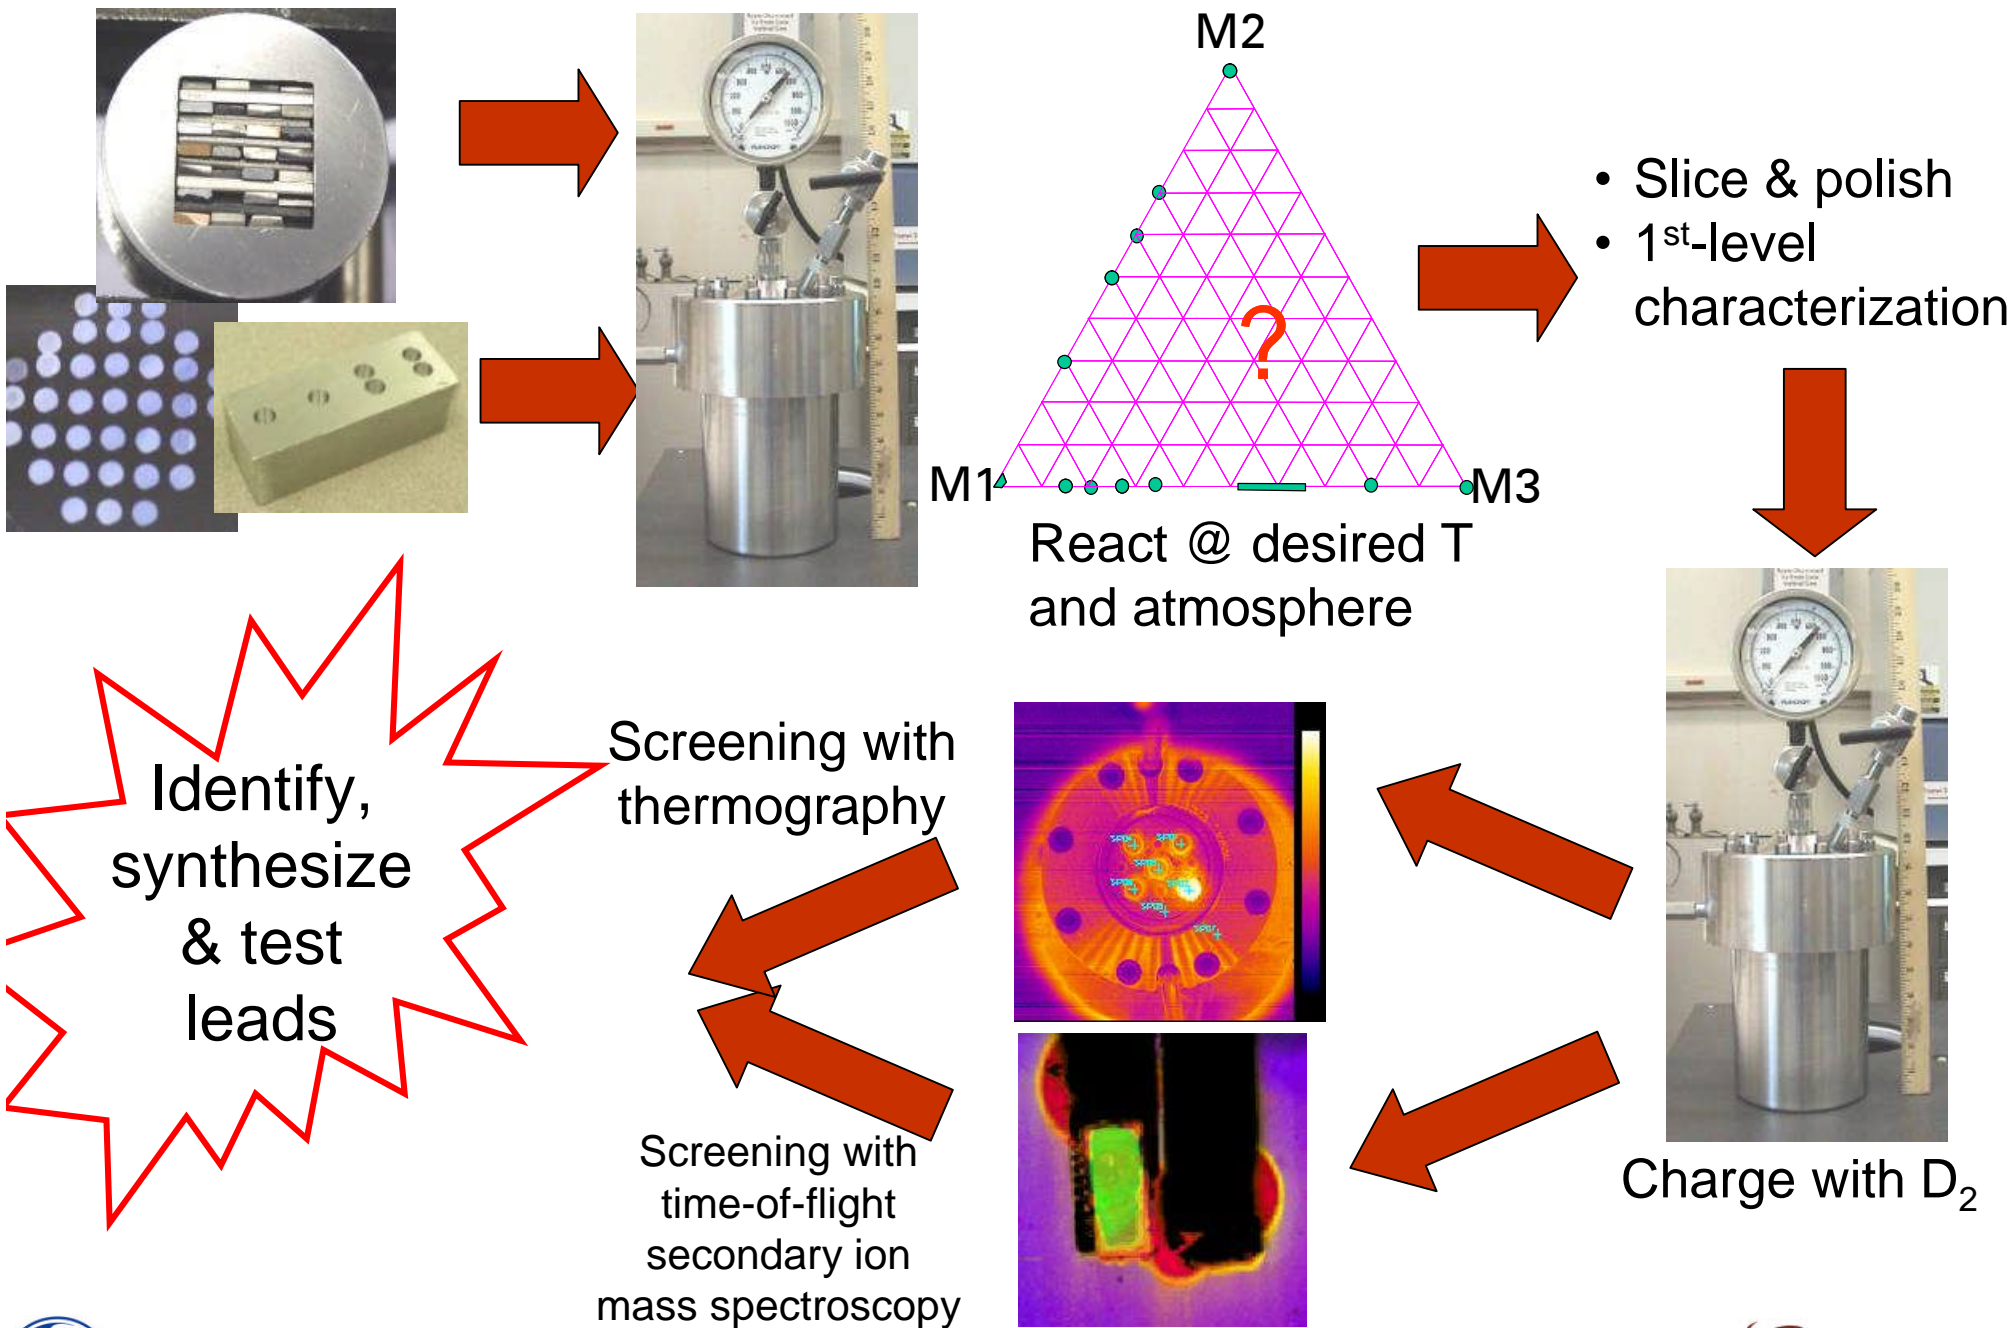 M2
M1
M3
?
React @ desired T
and atmosphere
• Slice & polish
• 1st-level
characterization
Charge with D2
Screening with
thermography
Screening with
time-of-flight
secondary ion
mass spectroscopy
Identify,
synthesize
& test
leads